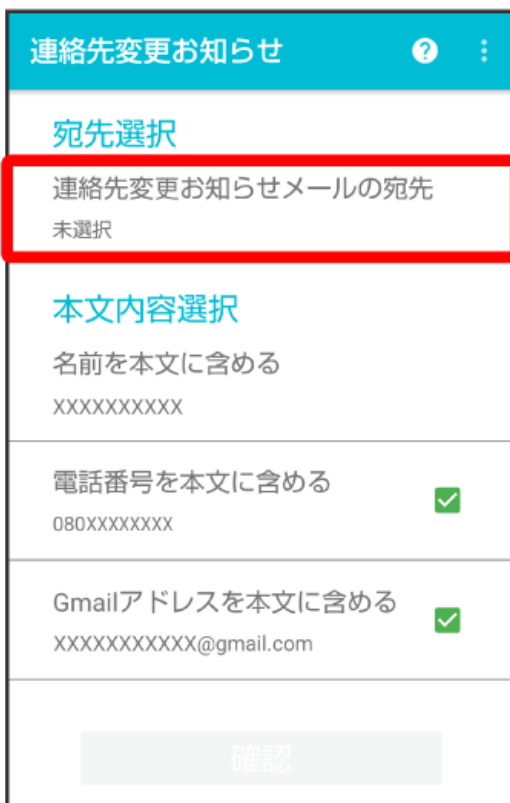 連絡先変更お知らせ
宛先選択
連絡先変更お知らせメールの宛先
未選択
本文内容選択
名前を本文に含める
XXXXXXXXXX
電話番号を本文に含める
080XXXXXXXX
Gmailアドレスを本文に含める
XXXXXXXXXXX@gmail.com
確認